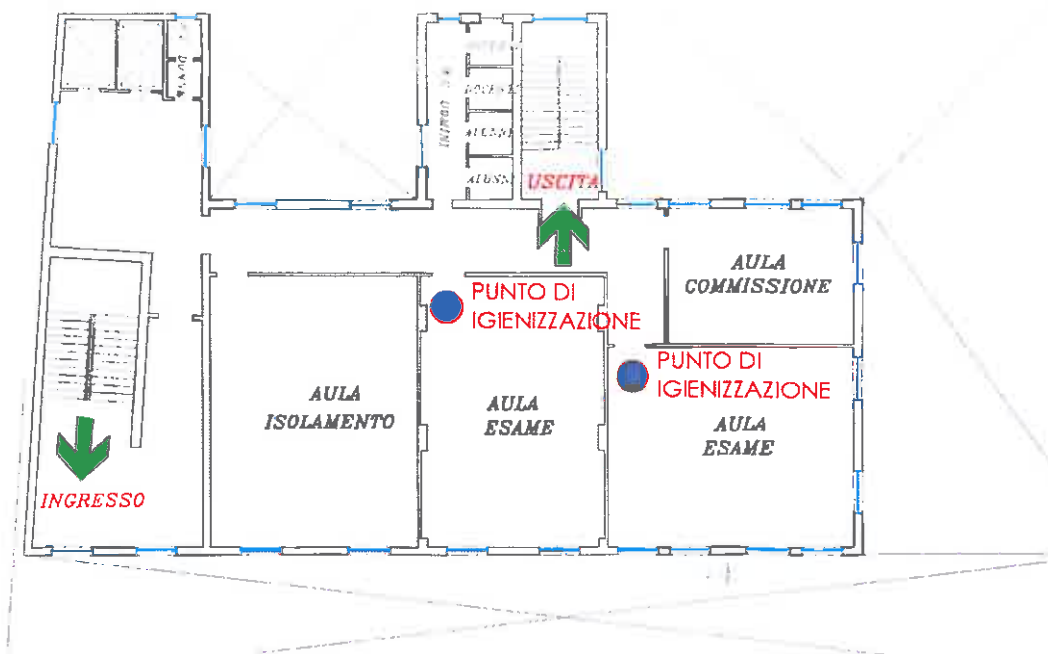 USCITA
AULA
COMMISSIONE
PUNTO DI
IGIENIZZAZIONE
PUNTO DI
IGIENIZZAZIONE
AULA
ISOLAMENTO
AULA
ESAME
AULA
ESAME
INGRESSO